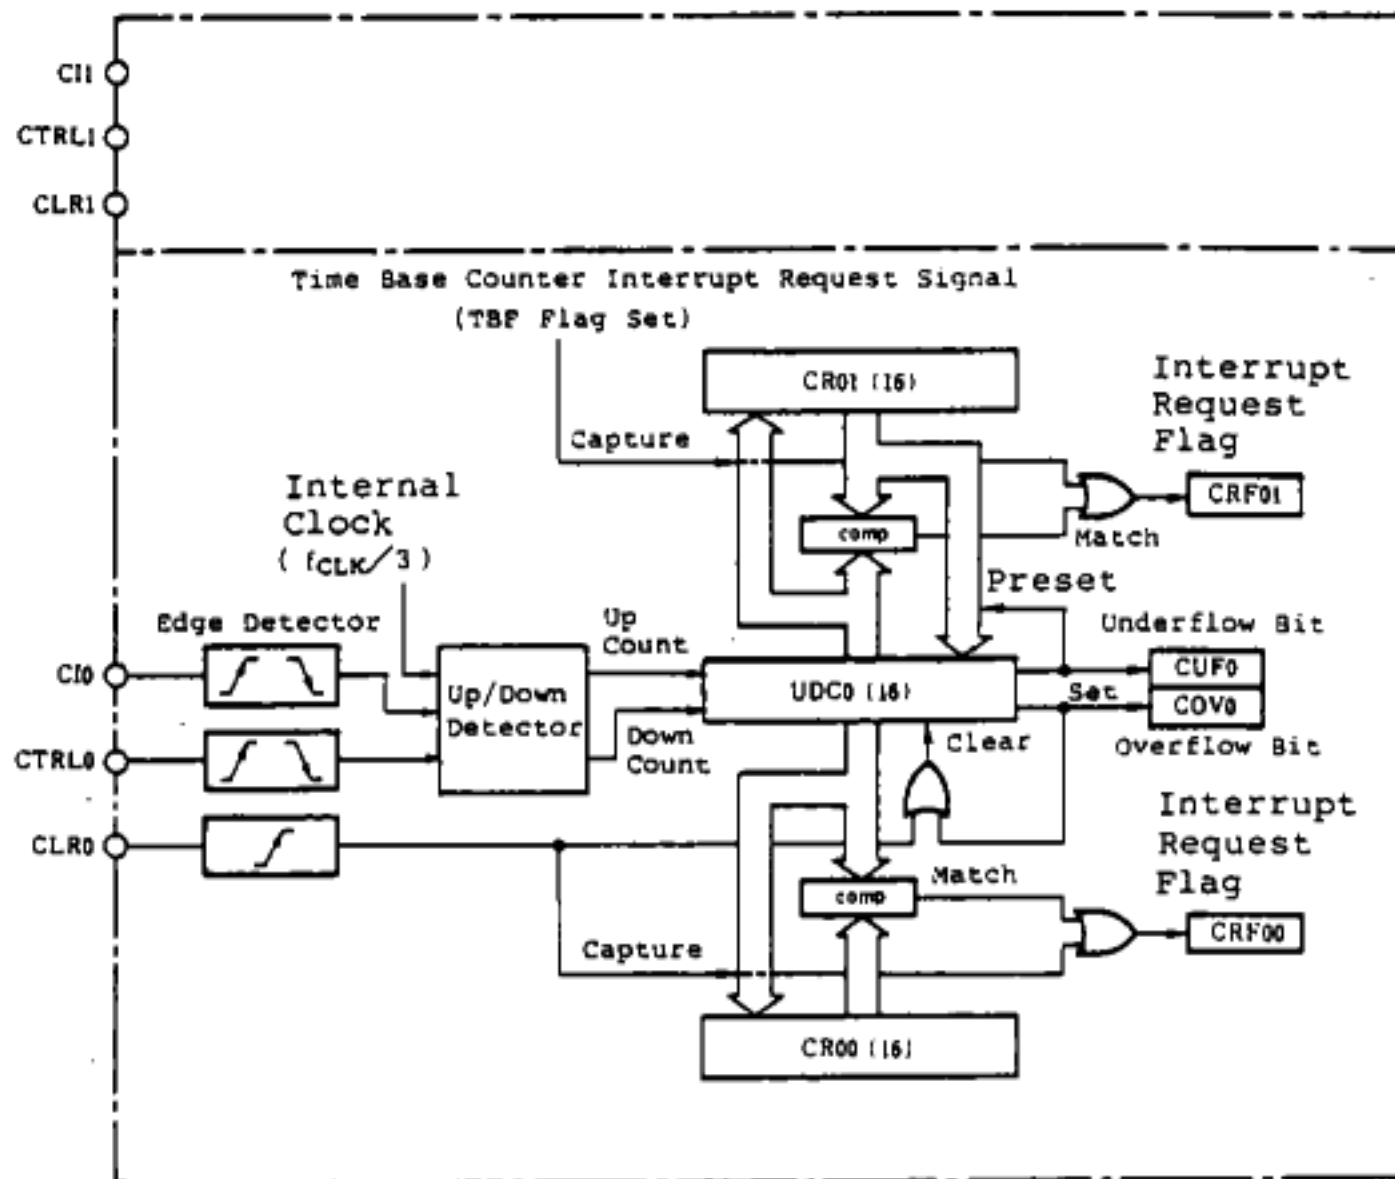 CI1
CTRL1
CLR1
Time Base Counter Interrupt Request Signal
(TBF Flag Set)
CR01 (16)
Interrupt
Request
Flag
Capture
Internal
Clock
(fCLK/3)
CRF01
comp
Match
Preset
Edge Detector
Up
Count
Underflow Bit
CI0
Up/Down
Detector
UDC0 (16)
CUF0
Set
COV0
CTRL0
Down
Count
Clear
Overflow Bit
CLR0
Interrupt
Request
Flag
comp
Match
Capture
CRF00
CR00 (16)